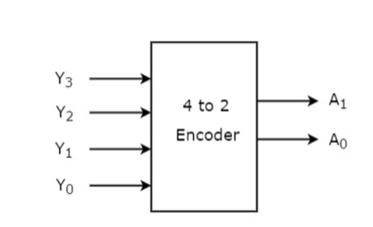 Y₃
Y₂
Y₁
Y₀
4 to 2
Encoder
A₁
A₀